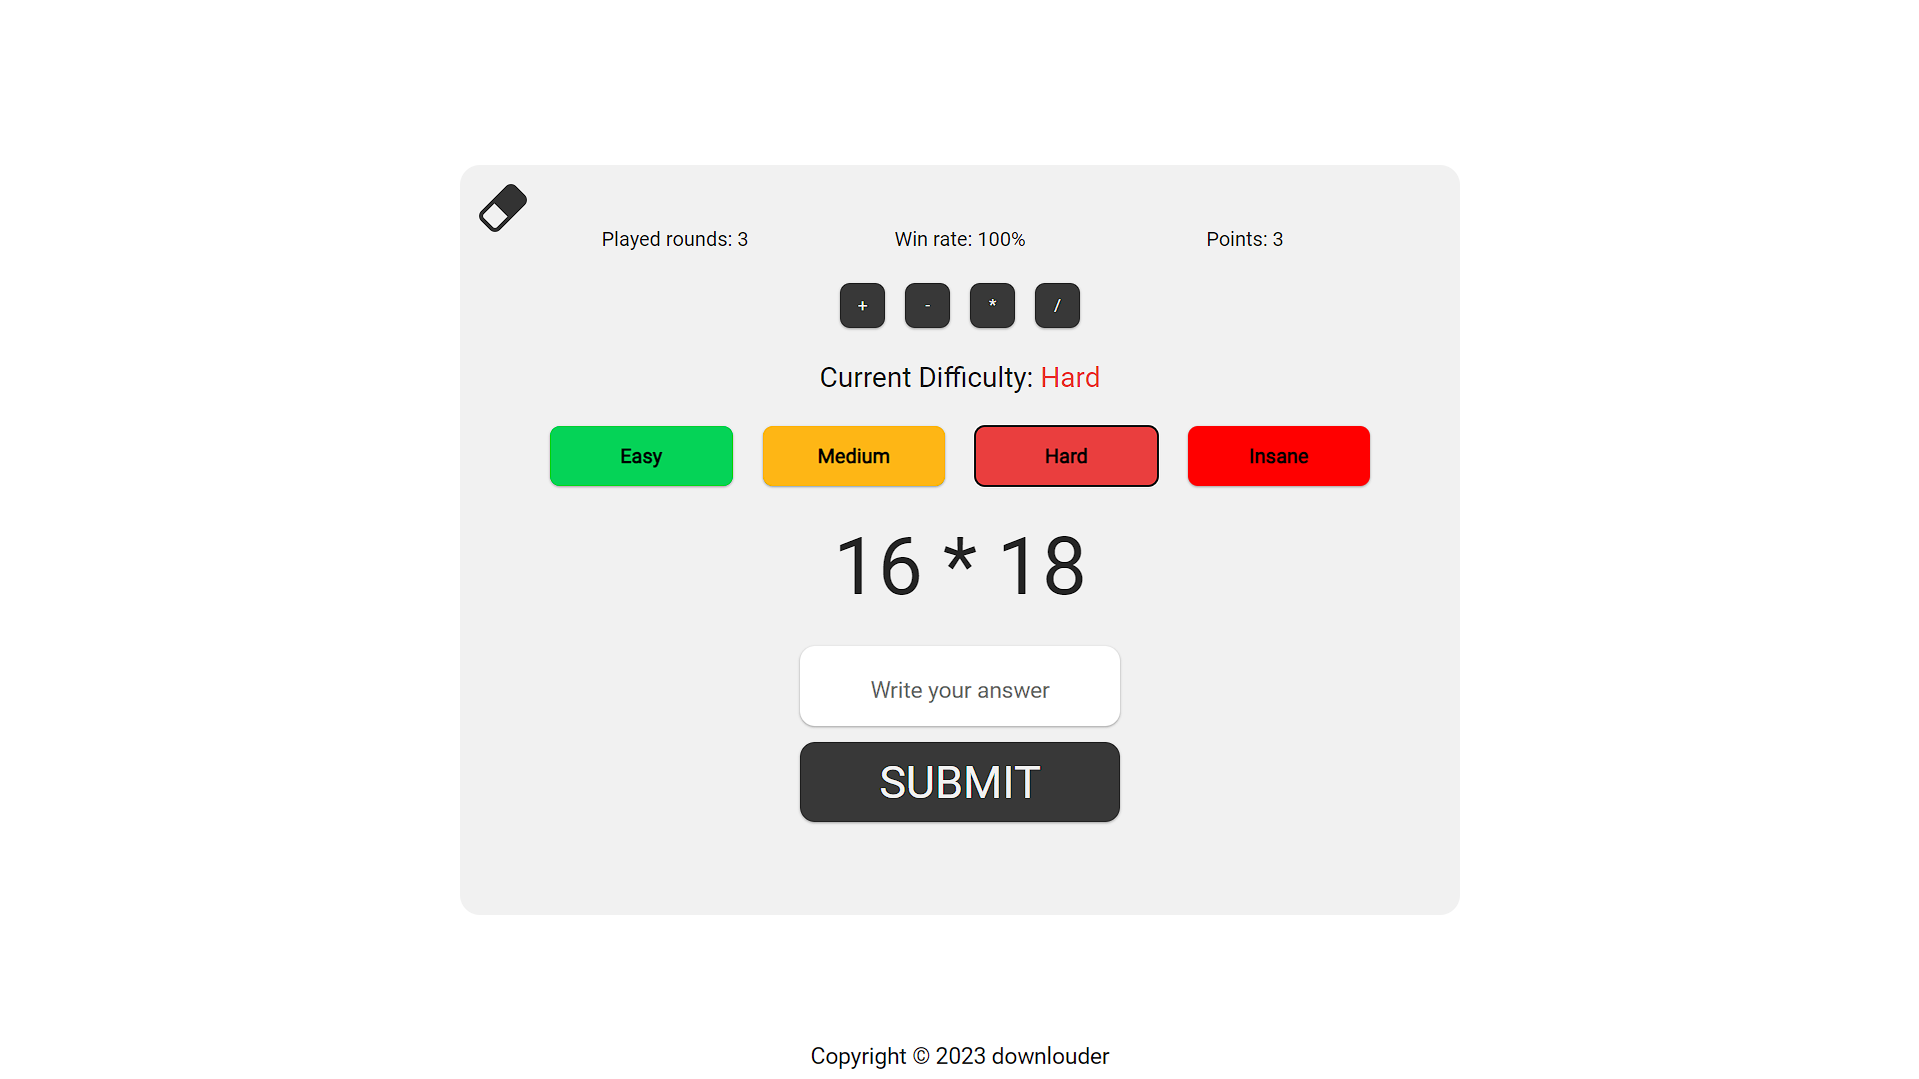 Played rounds: 3 Win rate: 100% Points: 3
+ - * /
Current Difficulty: Hard
Easy Medium Hard Insane
16 * 18
Write your answer
SUBMIT
Copyright © 2023 downlouder